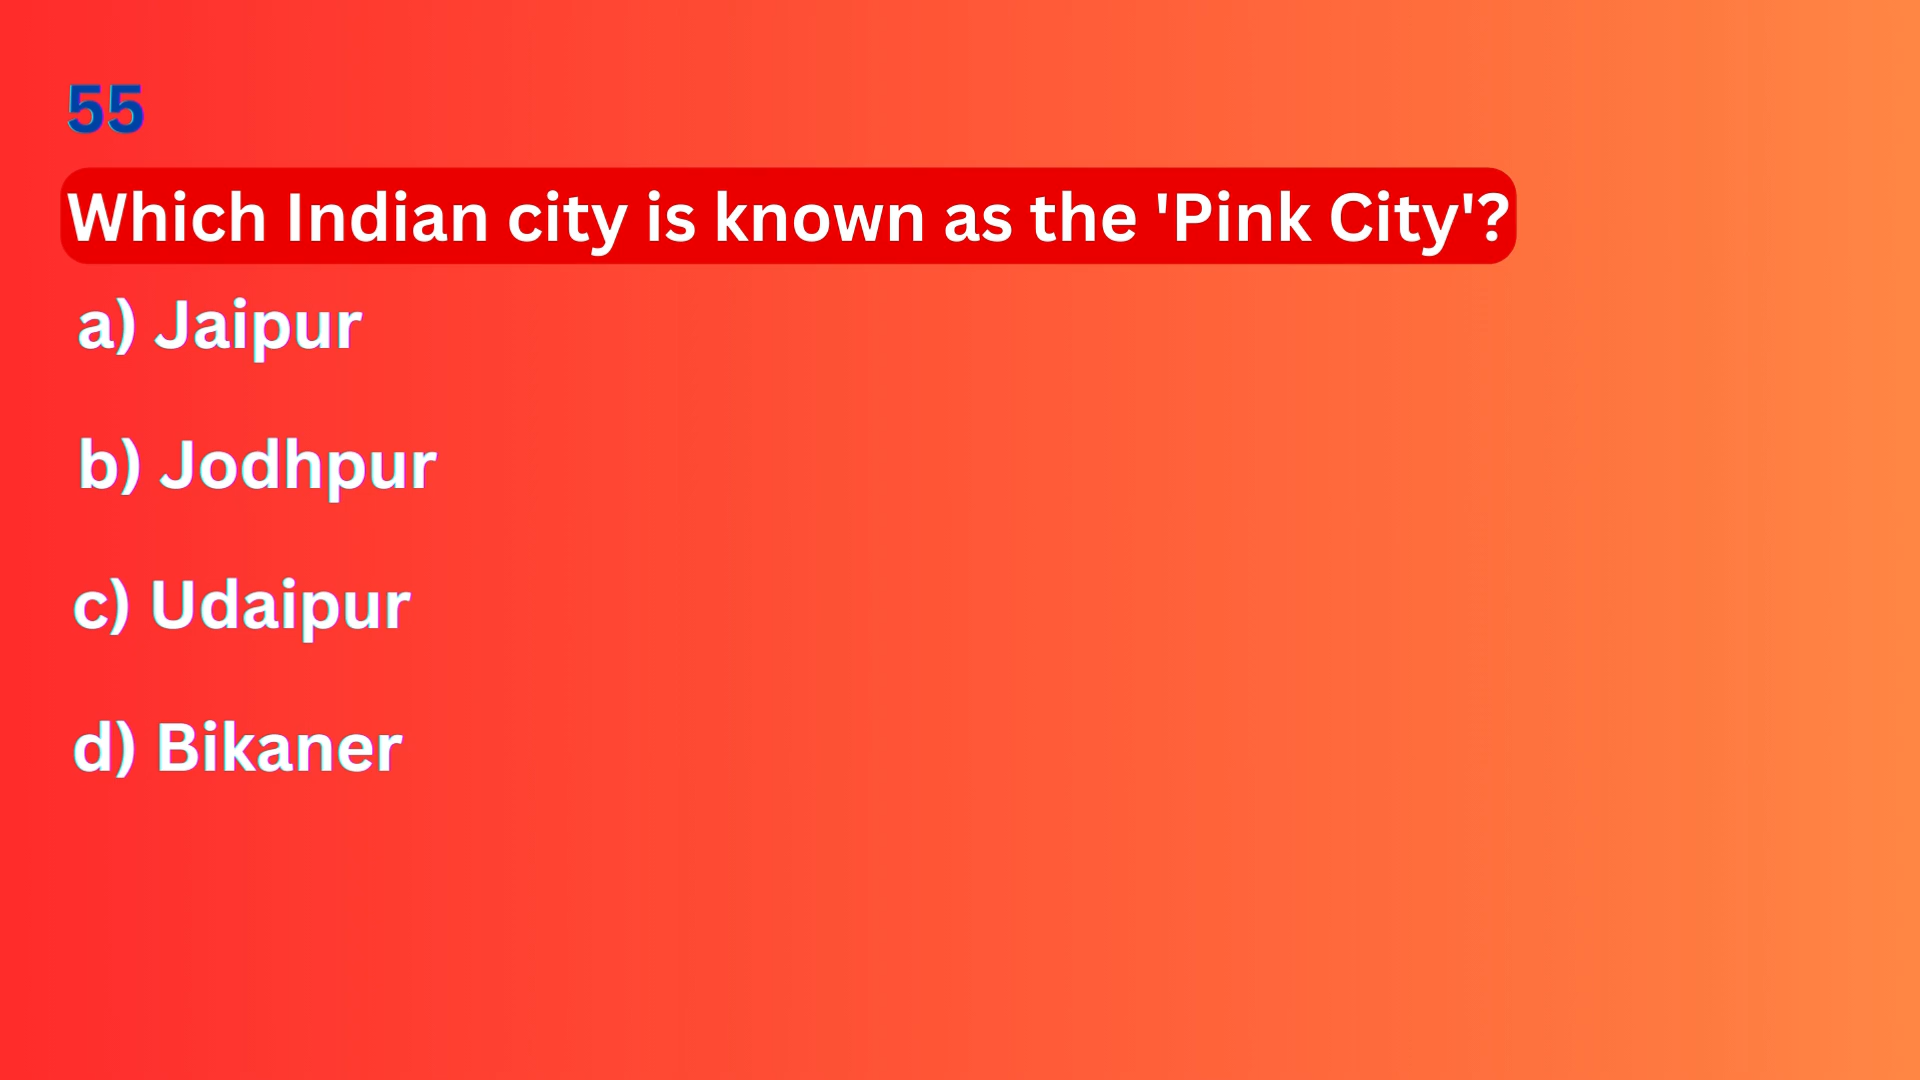 55
Which Indian city is known as the 'Pink City'?
a) Jaipur
b) Jodhpur
c) Udaipur
d) Bikaner